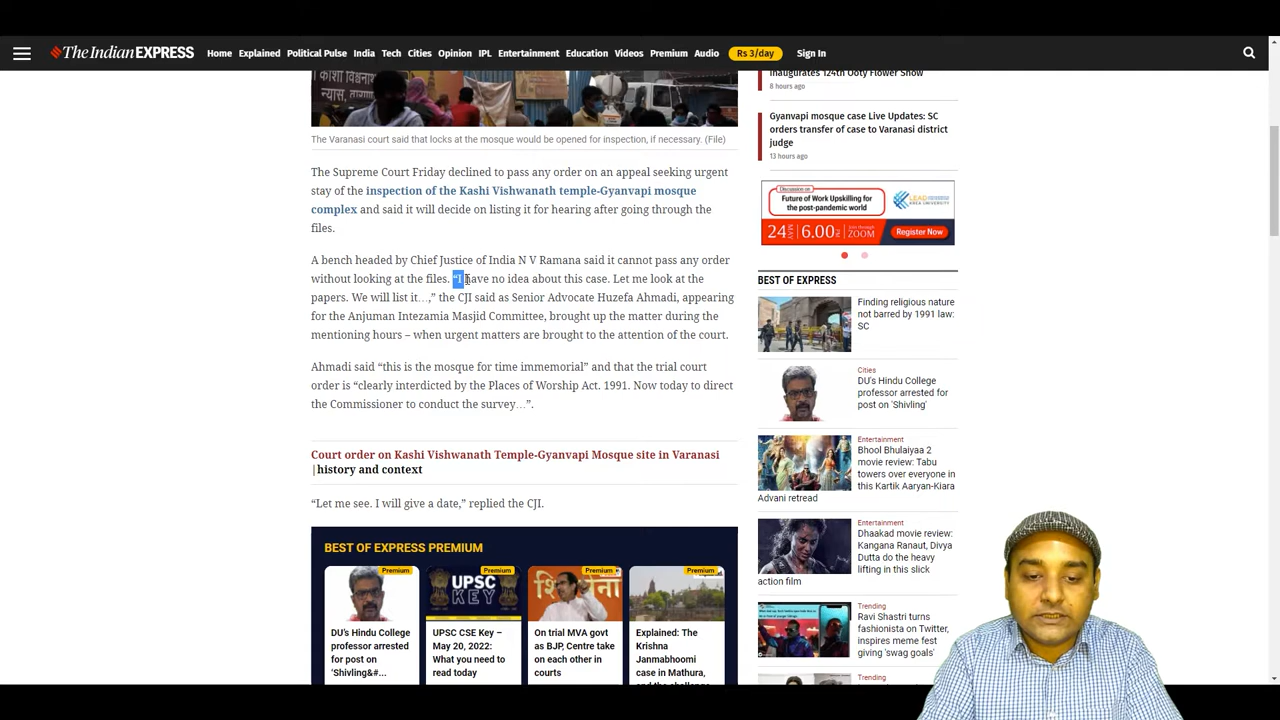 The Indian EXPRESS
Home Explained Political Pulse India Tech Cities Opinion IPL Entertainment Education Videos Premium Audio Rs 3/day Sign In
काशी विश्वनाथ
न्यास,
The Varanasi court said that locks at the mosque would be opened for inspection, if necessary. (File)
The Supreme Court Friday declined to pass any order on an appeal seeking urgent
stay of the inspection of the Kashi Vishwanath temple-Gyanvapi mosque
complex and said it will decide on listing it for hearing after going through the
files.
A bench headed by Chief Justice of India N V Ramana said it cannot pass any order
without looking at the files. “I have no idea about this case. Let me look at the
papers. We will list it…,” the CJI said as Senior Advocate Huzefa Ahmadi, appearing
for the Anjuman Intezamia Masjid Committee, brought up the matter during the
mentioning hours – when urgent matters are brought to the attention of the court.
Ahmadi said “this is the mosque for time immemorial” and that the trial court
order is “clearly interdicted by the Places of Worship Act. 1991. Now today to direct
the Commissioner to conduct the survey…”.
Court order on Kashi Vishwanath Temple-Gyanvapi Mosque site in Varanasi
|history and context
“Let me see. I will give a date,” replied the CJI.
BEST OF EXPRESS PREMIUM
Premium
DU's Hindu College
professor arrested
for post on
'Shivling&#...
Premium
UPSC
KEY
UPSC CSE Key –
May 20, 2022:
What you need to
read today
Premium
On trial MVA govt
as BJP, Centre take
on each other in
courts
Premium
Explained: The
Krishna
Janmabhoomi
case in Mathura,
and the challenge
Inaugurates 124th Ooty Flower Show
8 hours ago
Gyanvapi mosque case Live Updates: SC
orders transfer of case to Varanasi district
judge
13 hours ago
Discussion on
Future of Work Upskilling for
the post-pandemic world
LEAD
KREA UNIVERSITY
24 MAY 6.00 PM Join through ZOOM Register Now
BEST OF EXPRESS
Finding religious nature
not barred by 1991 law:
SC
Cities
DU's Hindu College
professor arrested for
post on 'Shivling'
Entertainment
Bhool Bhulaiyaa 2
movie review: Tabu
towers over everyone in
this Kartik Aaryan-Kiara
Advani retread
Entertainment
Dhaakad movie review:
Kangana Ranaut, Divya
Dutta do the heavy
lifting in this slick
action film
Trending
Ravi Shastri turns
fashionista on Twitter,
inspires meme fest
giving 'swag goals'
Trending